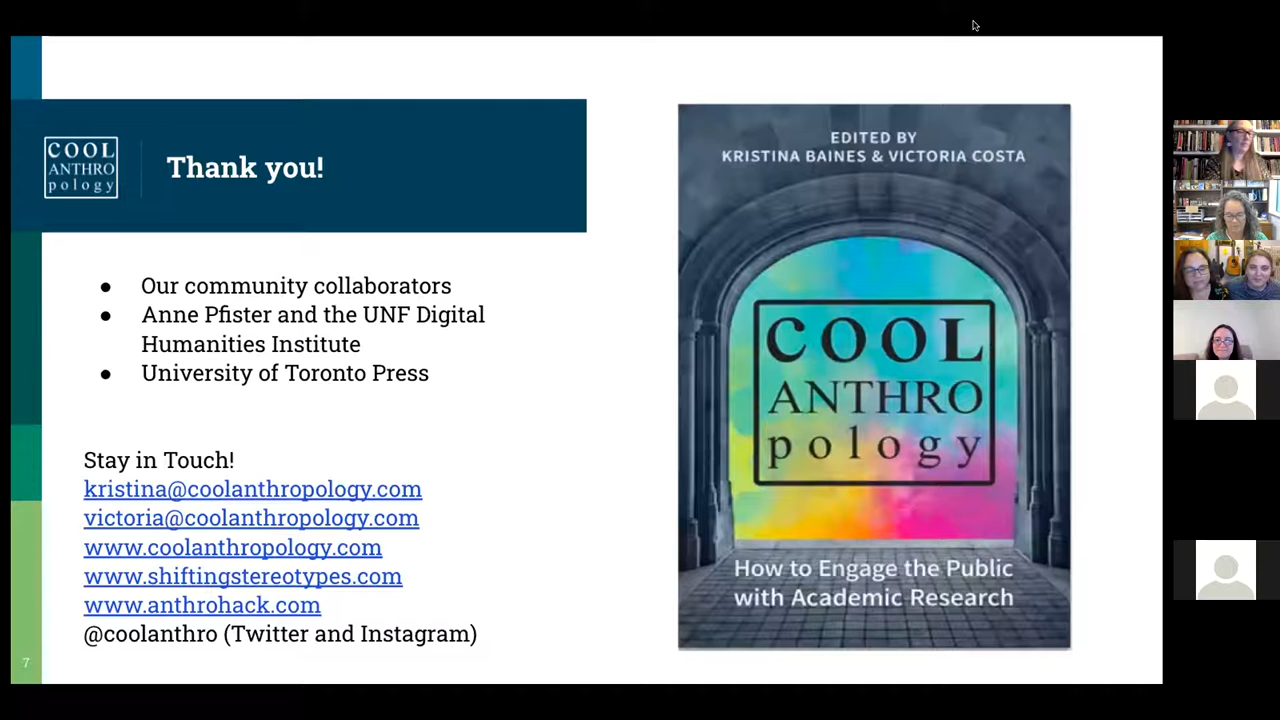 COOL
ANTHRO
pology
Thank you!
● Our community collaborators
● Anne Pfister and the UNF Digital
Humanities Institute
● University of Toronto Press
Stay in Touch!
kristina@coolanthropology.com
victoria@coolanthropology.com
www.coolanthropology.com
www.shiftingstereotypes.com
www.anthrohack.com
@coolanthro (Twitter and Instagram)
7
EDITED BY
KRISTINA BAINES & VICTORIA COSTA
COOL
ANTHRO
pology
How to Engage the Public
with Academic Research